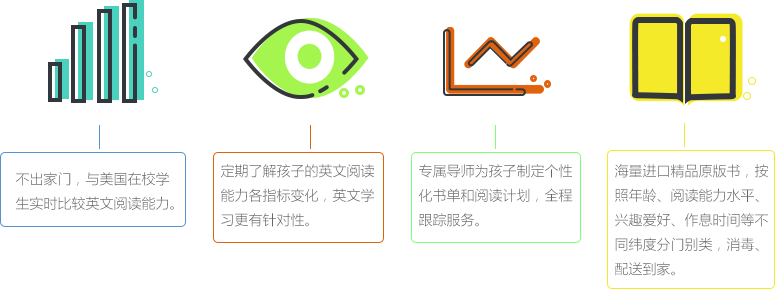 不出家门，与美国在校学
生实时比较英文阅读能力。
定期了解孩子的英文阅读
能力各指标变化，英文学
习更有针对性。
专属导师为孩子制定个性
化书单和阅读计划，全程
跟踪服务。
海量进口精品原版书，按
照年龄、阅读能力水平、
兴趣爱好、作息时间等不
同纬度分门别类，消毒、
配送到家。